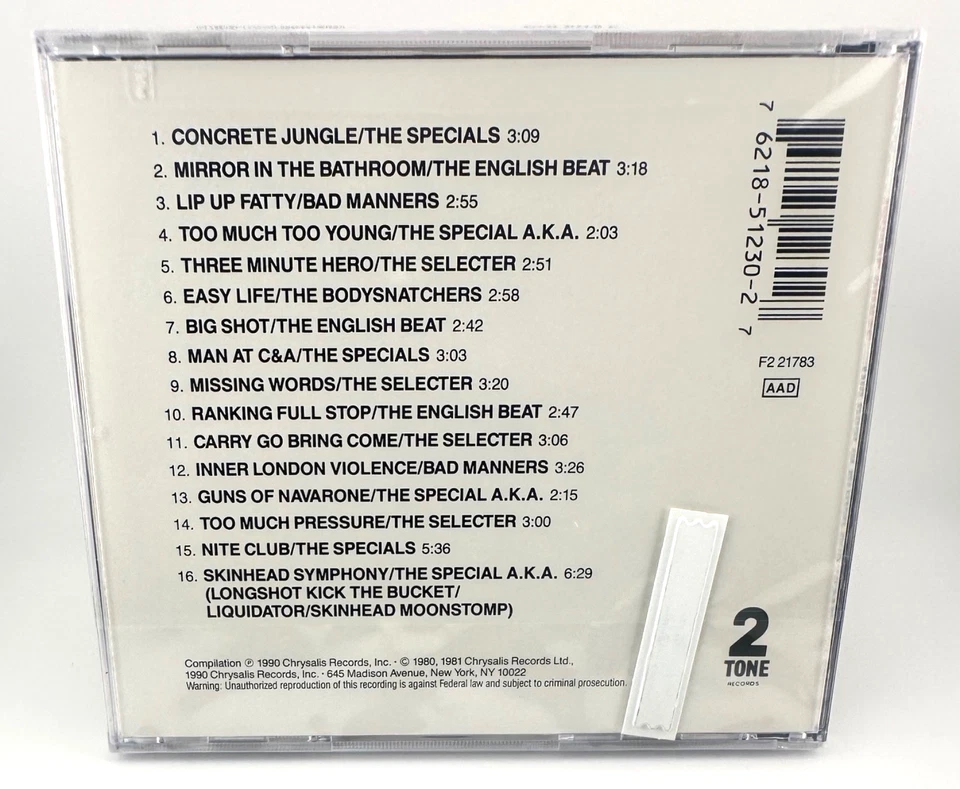 1. CONCRETE JUNGLE/THE SPECIALS 3:09
2. MIRROR IN THE BATHROOM/THE ENGLISH BEAT 3:18
3. LIP UP FATTY/BAD MANNERS 2:55
4. TOO MUCH TOO YOUNG/THE SPECIAL A.K.A. 2:03
5. THREE MINUTE HERO/THE SELECTER 2:51
6. EASY LIFE/THE BODYSNATCHERS 2:58
7. BIG SHOT/THE ENGLISH BEAT 2:42
8. MAN AT C&A/THE SPECIALS 3:03
9. MISSING WORDS/THE SELECTER 3:20
10. RANKING FULL STOP/THE ENGLISH BEAT 2:47
11. CARRY GO BRING COME/THE SELECTER 3:06
12. INNER LONDON VIOLENCE/BAD MANNERS 3:26
13. GUNS OF NAVARONE/THE SPECIAL A.K.A. 2:15
14. TOO MUCH PRESSURE/THE SELECTER 3:00
15. NITE CLUB/THE SPECIALS 5:36
16. SKINHEAD SYMPHONY/THE SPECIAL A.K.A. 6:29
(LONGSHOT KICK THE BUCKET/
LIQUIDATOR/SKINHEAD MOONSTOMP)
Compilation ℗ 1990 Chrysalis Records, Inc. · © 1980, 1981 Chrysalis Records Ltd.,
1990 Chrysalis Records, Inc. · 645 Madison Avenue, New York, NY 10022
Warning: Unauthorized reproduction of this recording is against Federal law and subject to criminal prosecution.
7 6218-51230-2 7
F2 21783
AAD
2
TONE
RECORDS